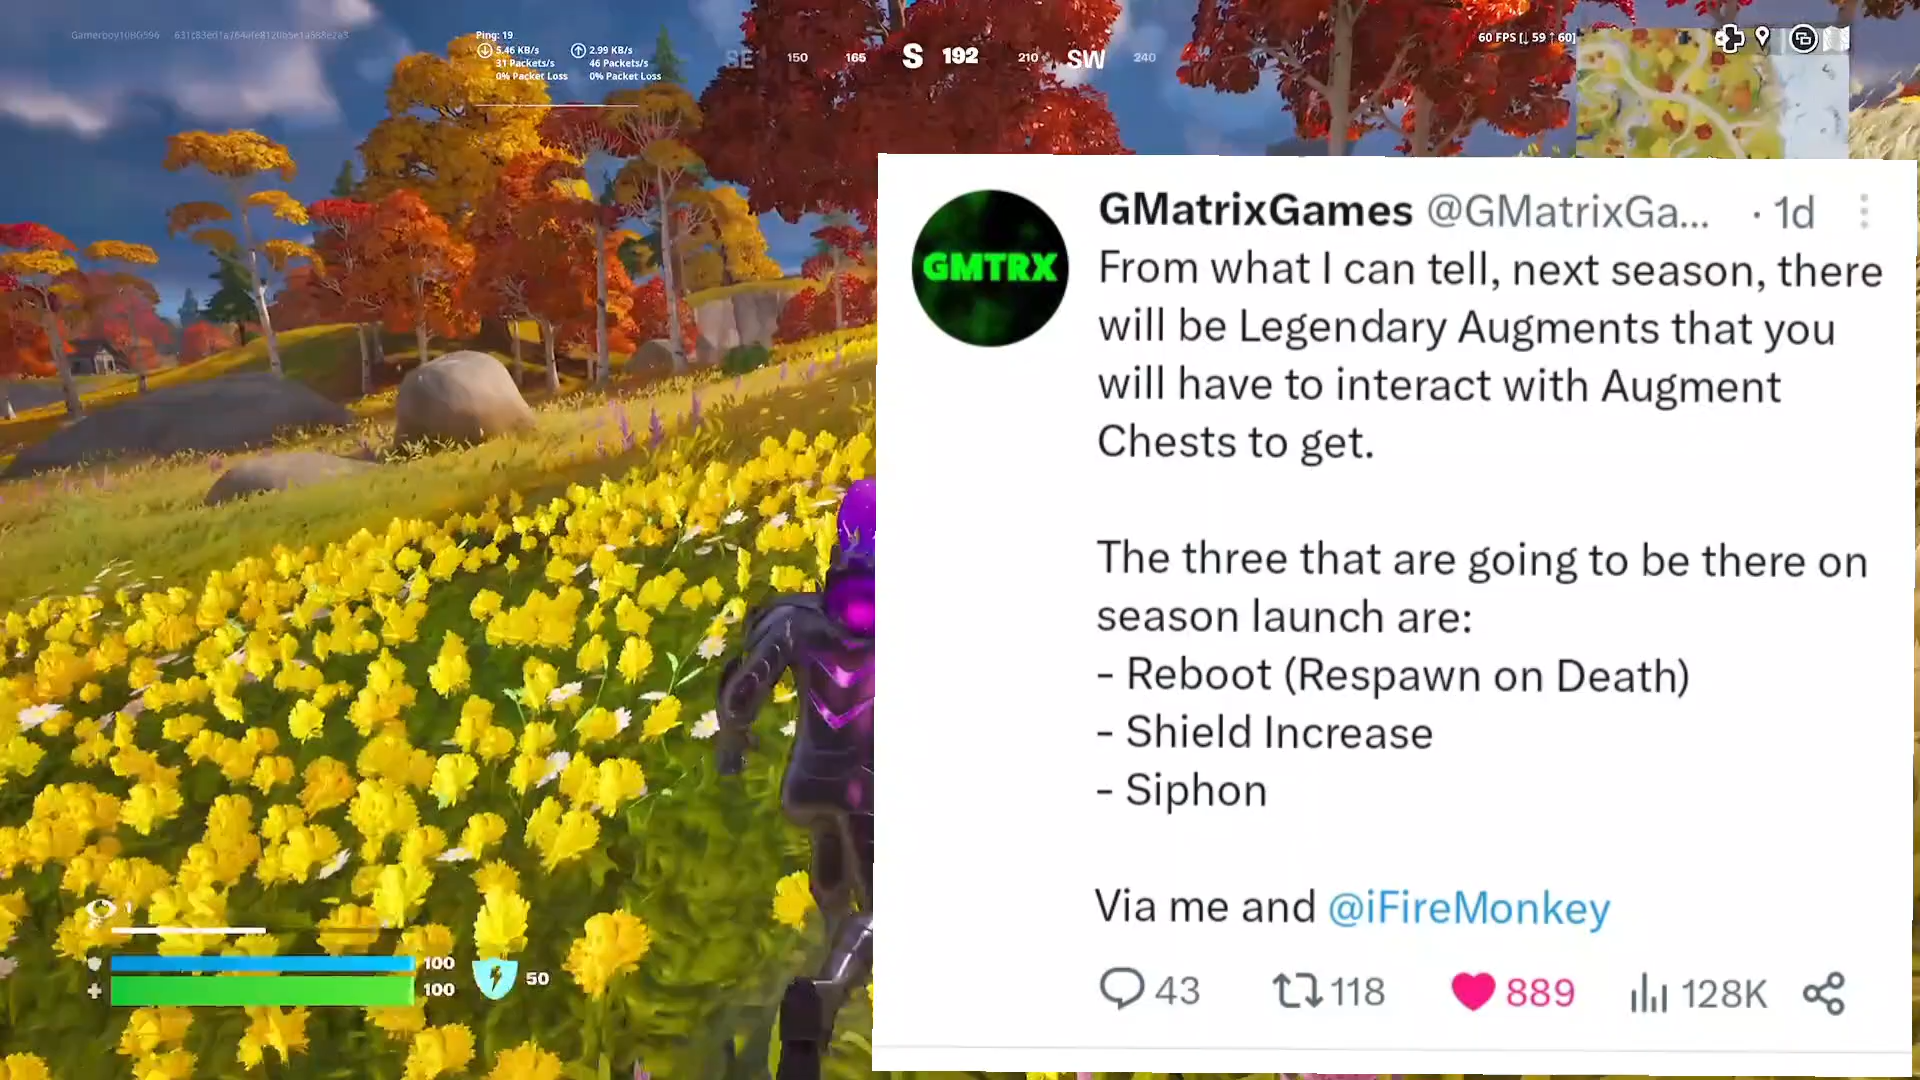 Ping: 19
5.46 KB/s 2.99 KB/s
31 Packets/s 46 Packets/s
0% Packet Loss 0% Packet Loss
SE 150 165 S 192 210 SW 240
60 FPS [↓ 59 ↑ 60]
GMTRX
GMatrixGames @GMatrixGa... · 1d
From what I can tell, next season, there
will be Legendary Augments that you
will have to interact with Augment
Chests to get.
The three that are going to be there on
season launch are:
- Reboot (Respawn on Death)
- Shield Increase
- Siphon
Via me and @iFireMonkey
43 118 889 128K
1
100
100
50